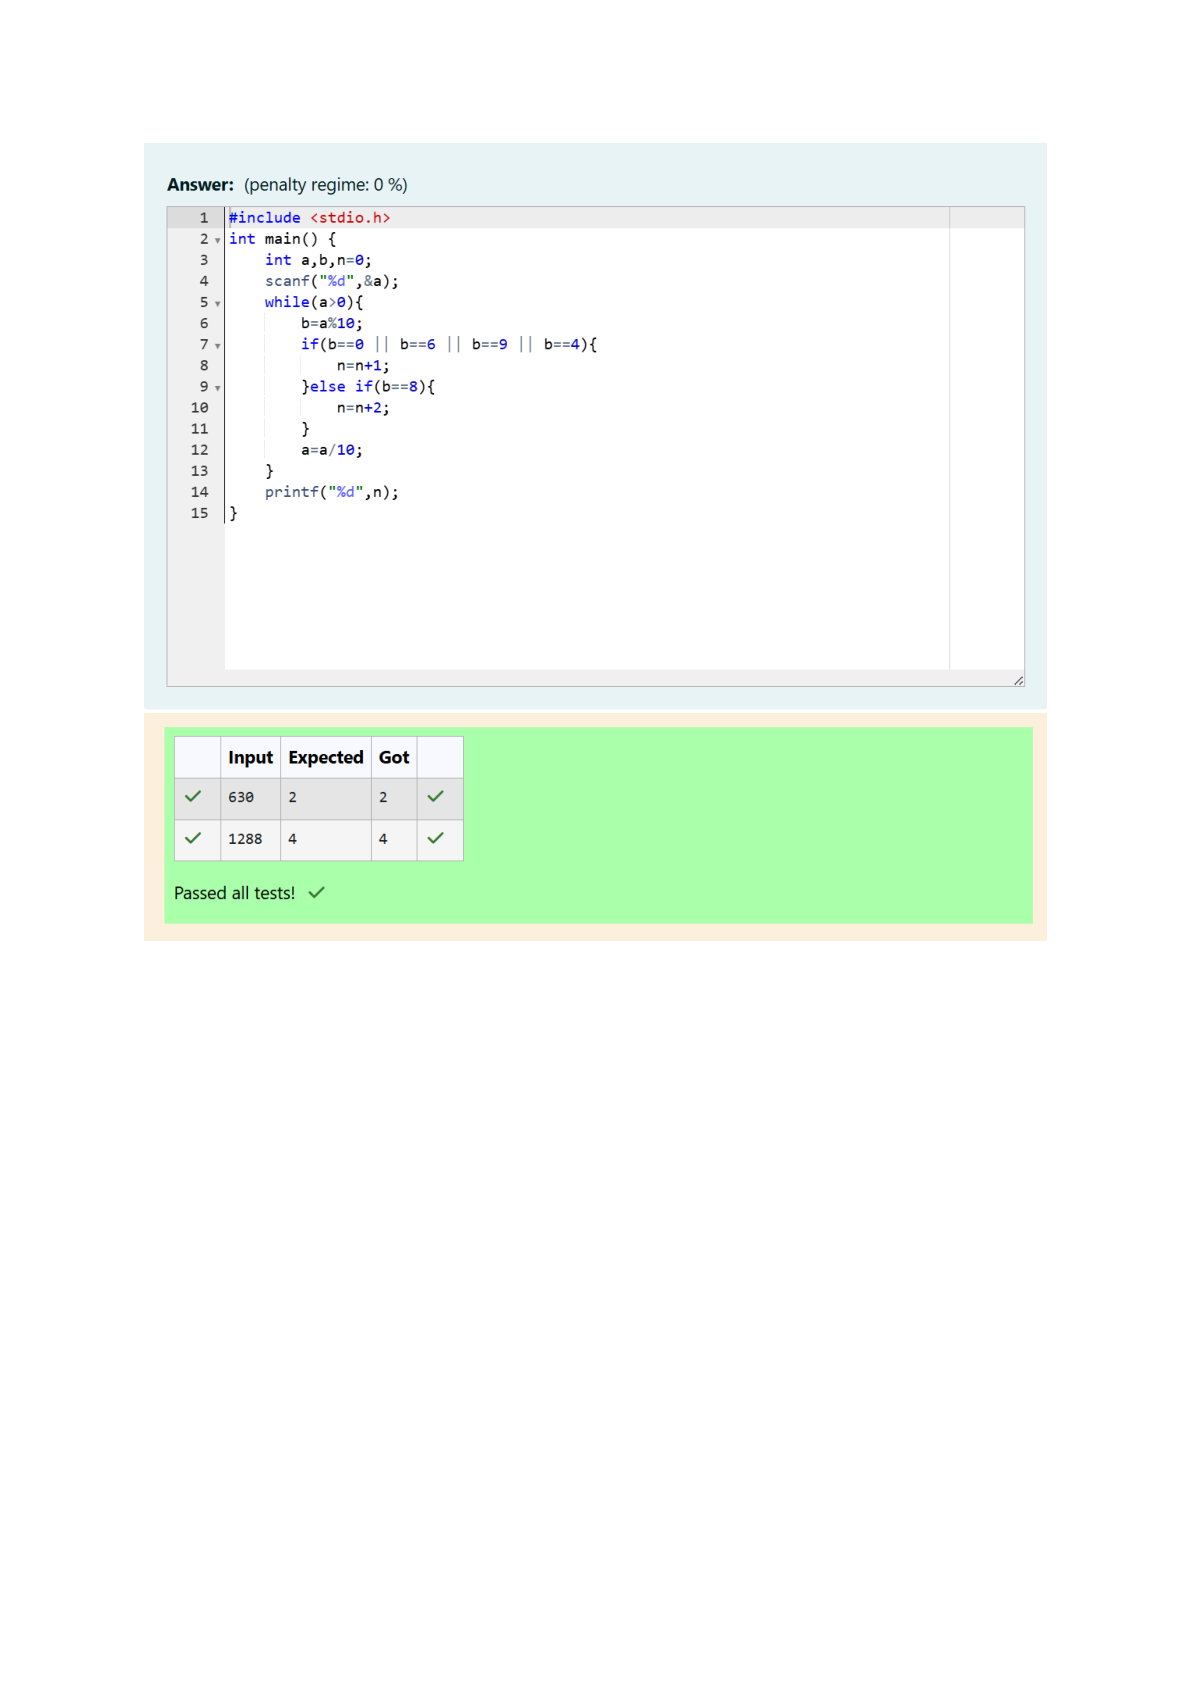 Answer: (penalty regime: 0 %)
1 #include <stdio.h>
2 int main() {
3     int a,b,n=0;
4     scanf("%d",&a);
5     while(a>0){
6         b=a%10;
7         if(b==0 || b==6 || b==9 || b==4){
8             n=n+1;
9         }else if(b==8){
10             n=n+2;
11         }
12         a=a/10;
13     }
14     printf("%d",n);
15 }
Input Expected Got
630 2 2
1288 4 4
Passed all tests!